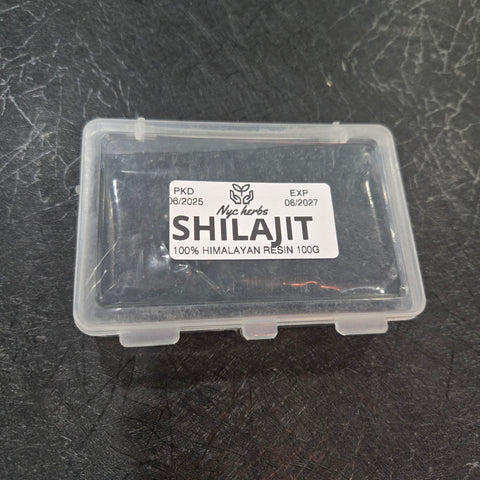 PKD EXP
06/2025 06/2027
Nyc herbs
SHILAJIT
100% HIMALAYAN RESIN 100G